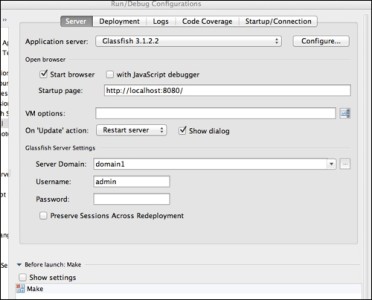 Run/Debug Configurations
Server Deployment Logs Code Coverage Startup/Connection
Application server: Glassfish 3.1.2.2 Configure...
Open browser
Start browser with JavaScript debugger
Startup page: http://localhost:8080/
VM options:
On 'Update' action: Restart server Show dialog
Glassfish Server Settings
Server Domain: domain1
Username: admin
Password:
Preserve Sessions Across Redeployment
Before launch: Make
Show settings
Make